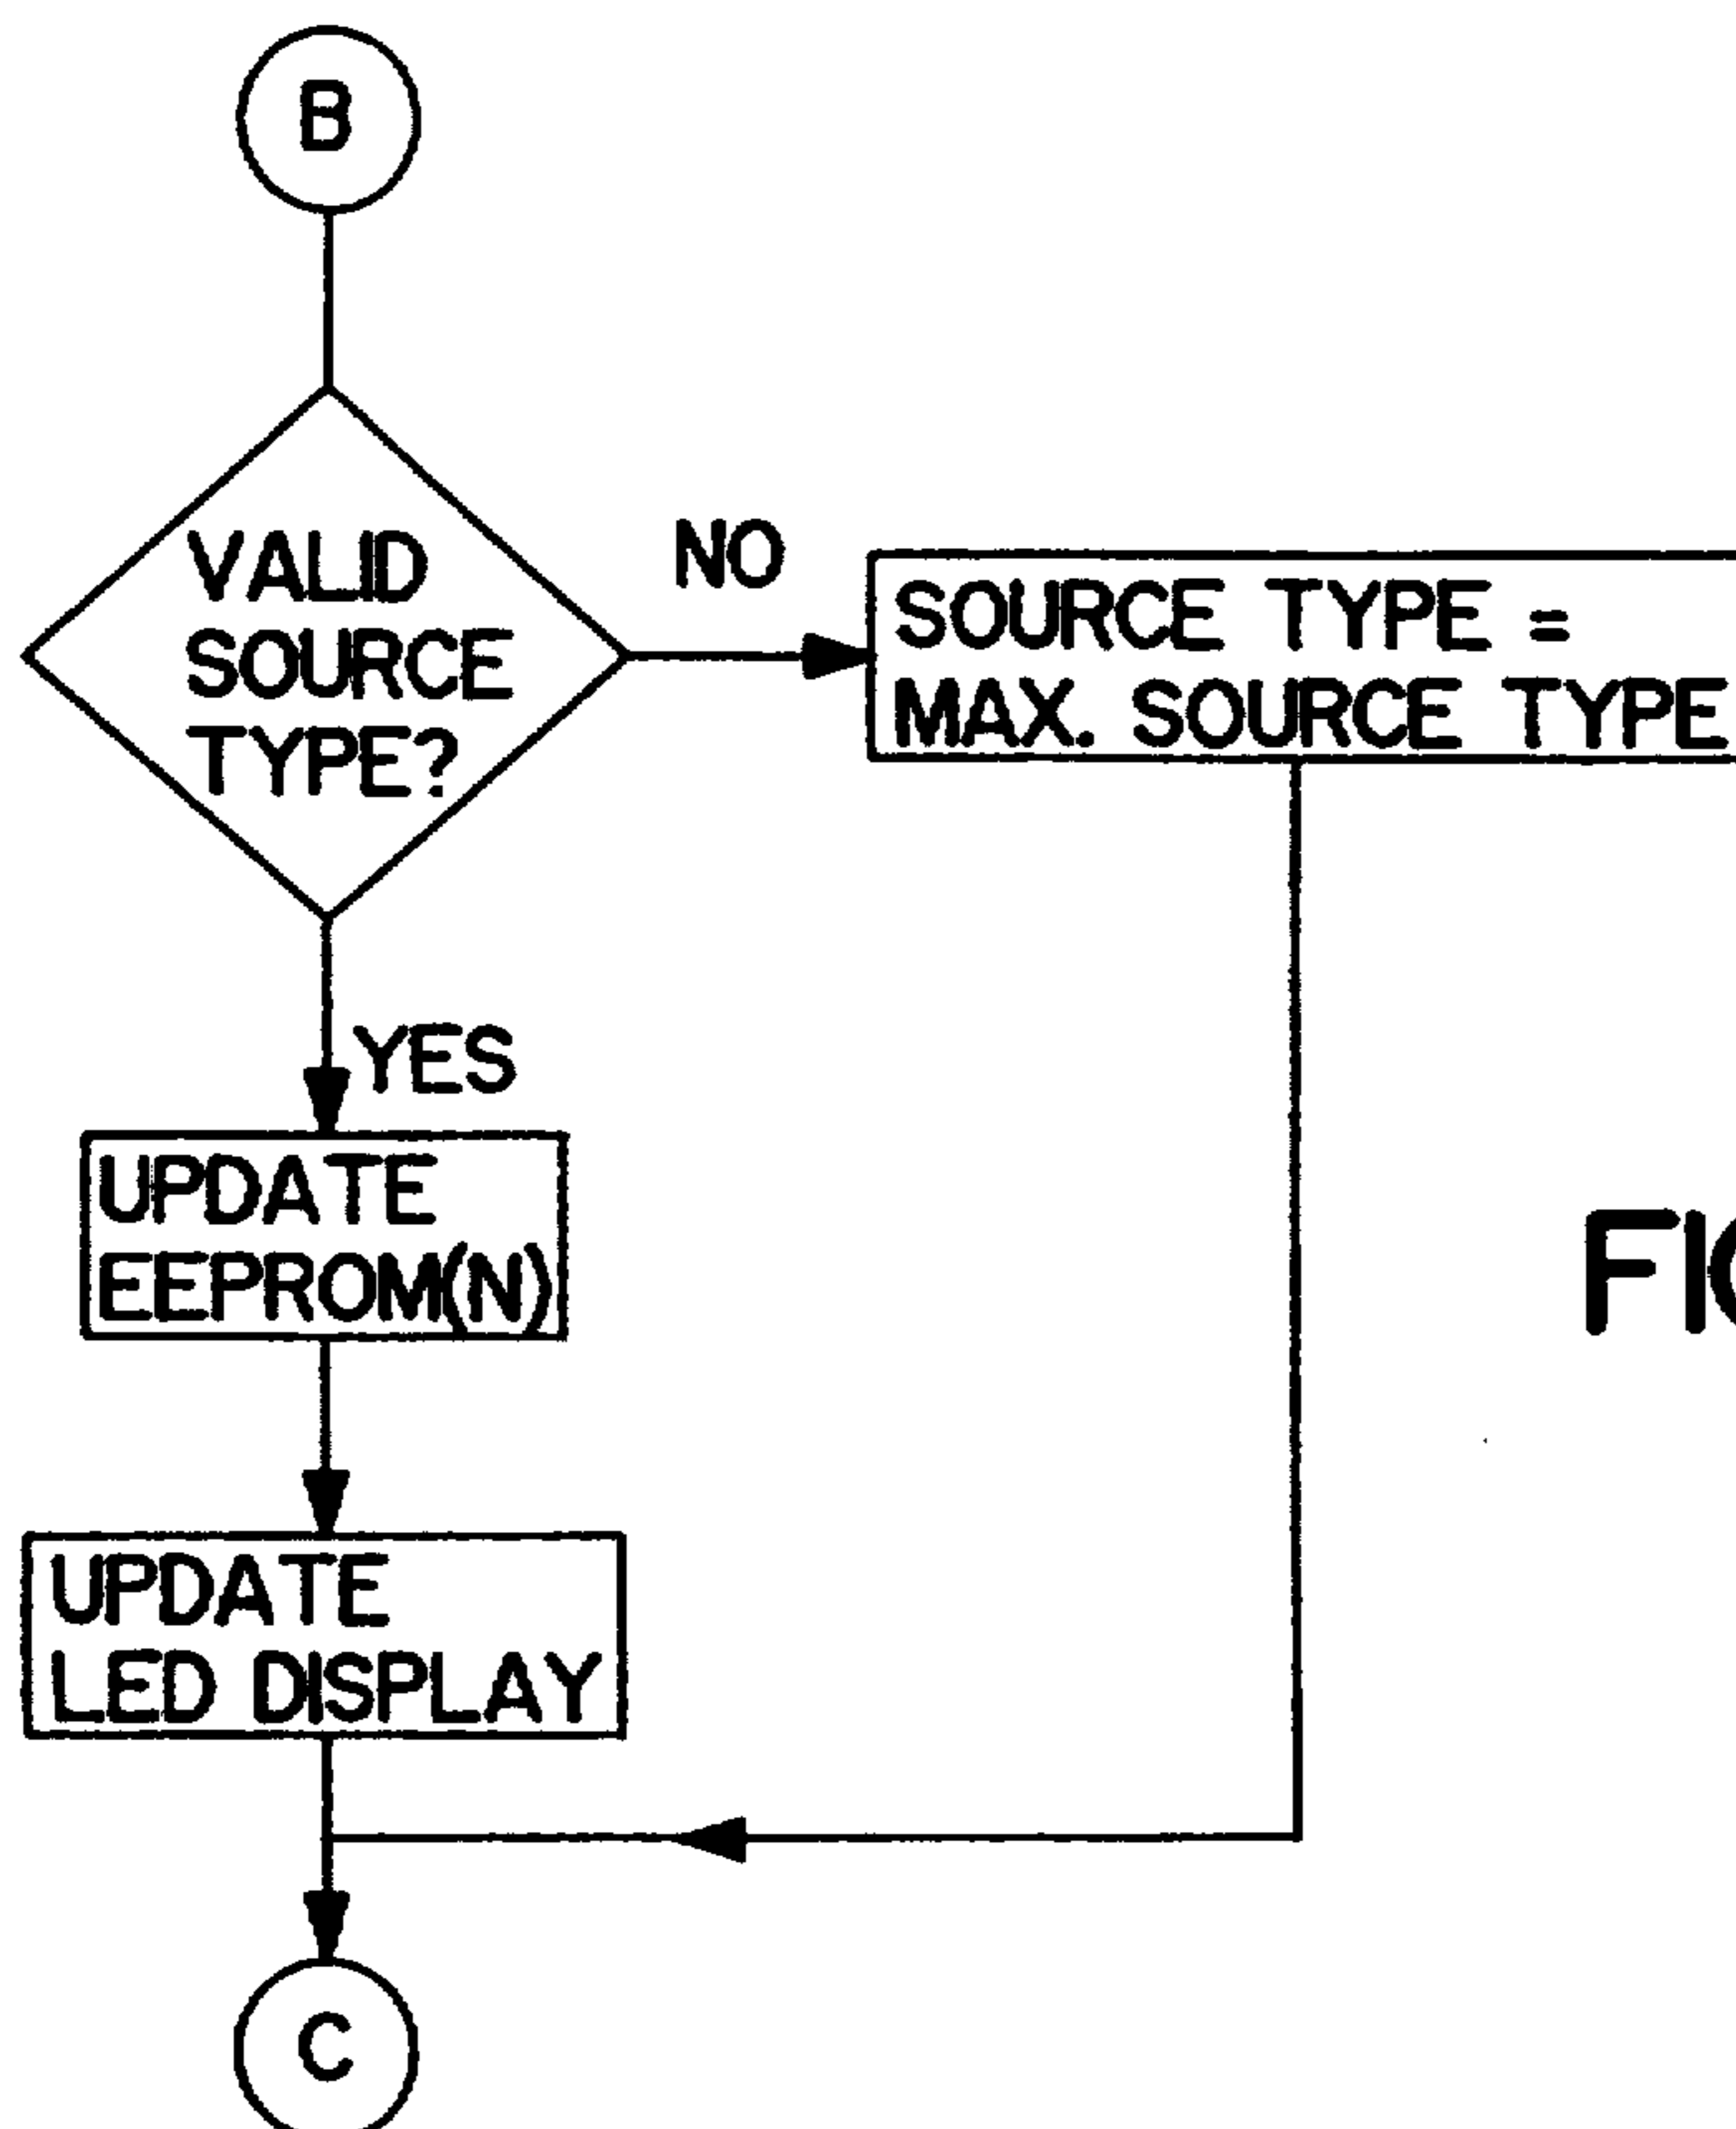 B
VALID
SOURCE
TYPE?
NO
SOURCE TYPE =
MAX. SOURCE TYPE
YES
UPDATE
EEPROM(N)
UPDATE
LED DISPLAY
C